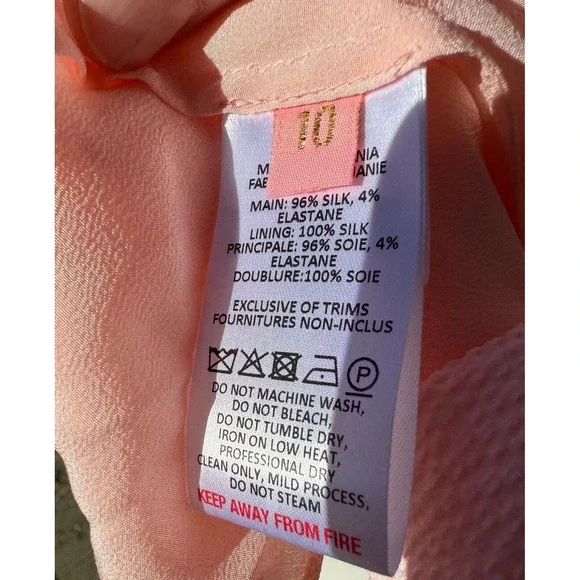 10
MAIN: 96% SILK, 4%
ELASTANE
LINING: 100% SILK
PRINCIPALE: 96% SOIE, 4%
ELASTANE
DOUBLURE:100% SOIE
EXCLUSIVE OF TRIMS
FOURNITURES NON-INCLUS
P
DO NOT MACHINE WASH,
DO NOT BLEACH,
DO NOT TUMBLE DRY,
IRON ON LOW HEAT,
PROFESSIONAL DRY
CLEAN ONLY, MILD PROCESS,
DO NOT STEAM
KEEP AWAY FROM FIRE